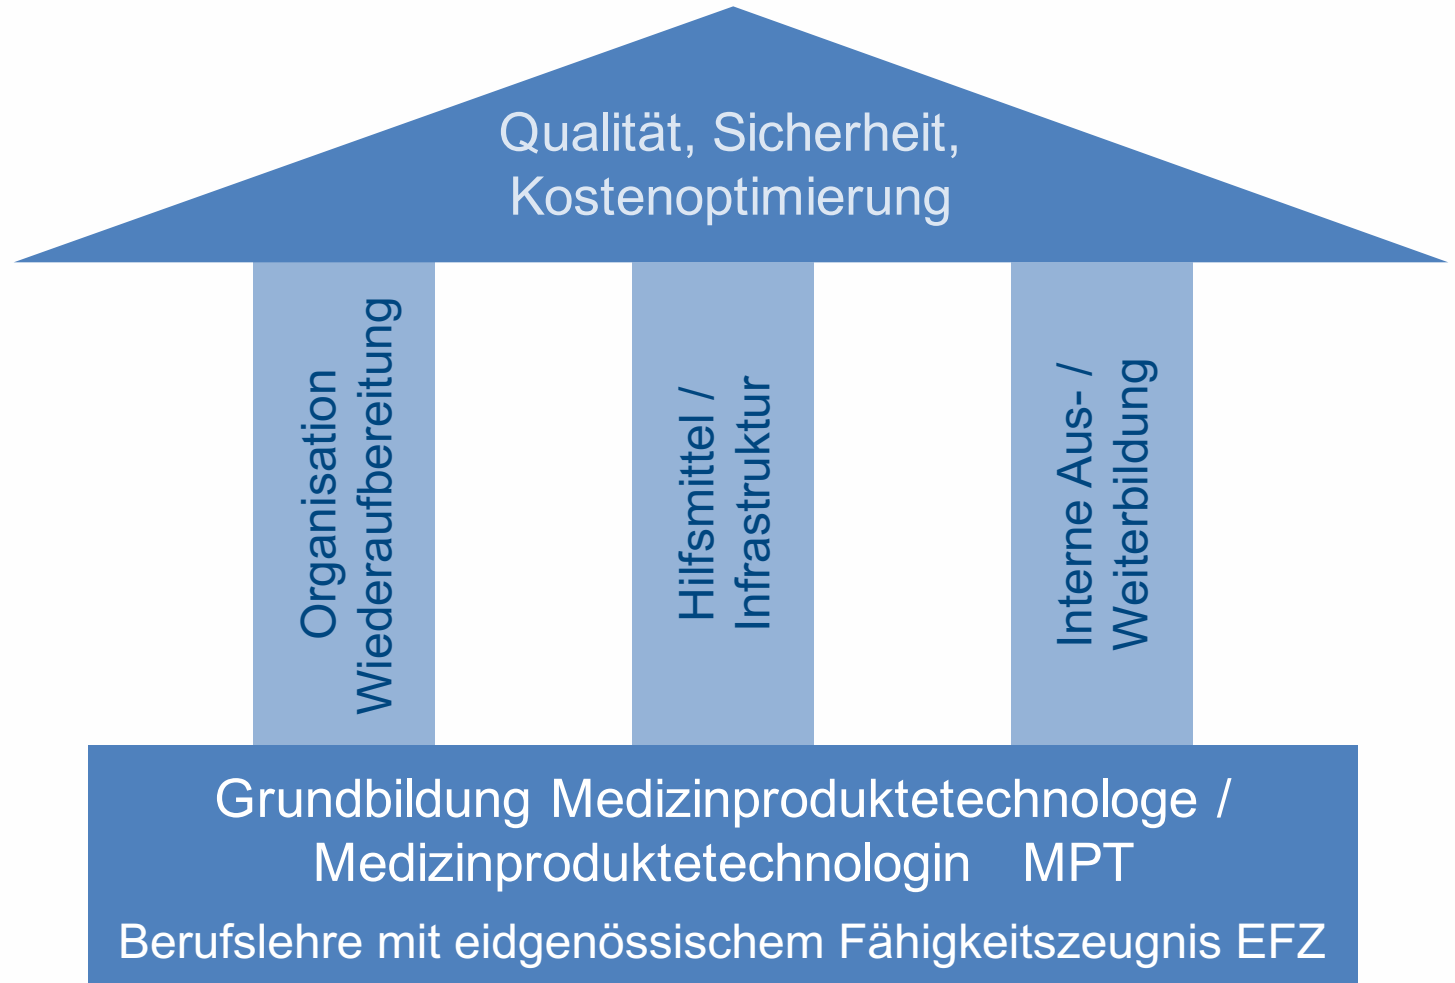 Qualität, Sicherheit,
Kostenoptimierung
Organisation
Wiederaufbereitung
Hilfsmittel /
Infrastruktur
Interne Aus- /
Weiterbildung
Grundbildung Medizinproduktetechnologe /
Medizinproduktetechnologin MPT
Berufslehre mit eidgenössischem Fähigkeitszeugnis EFZ